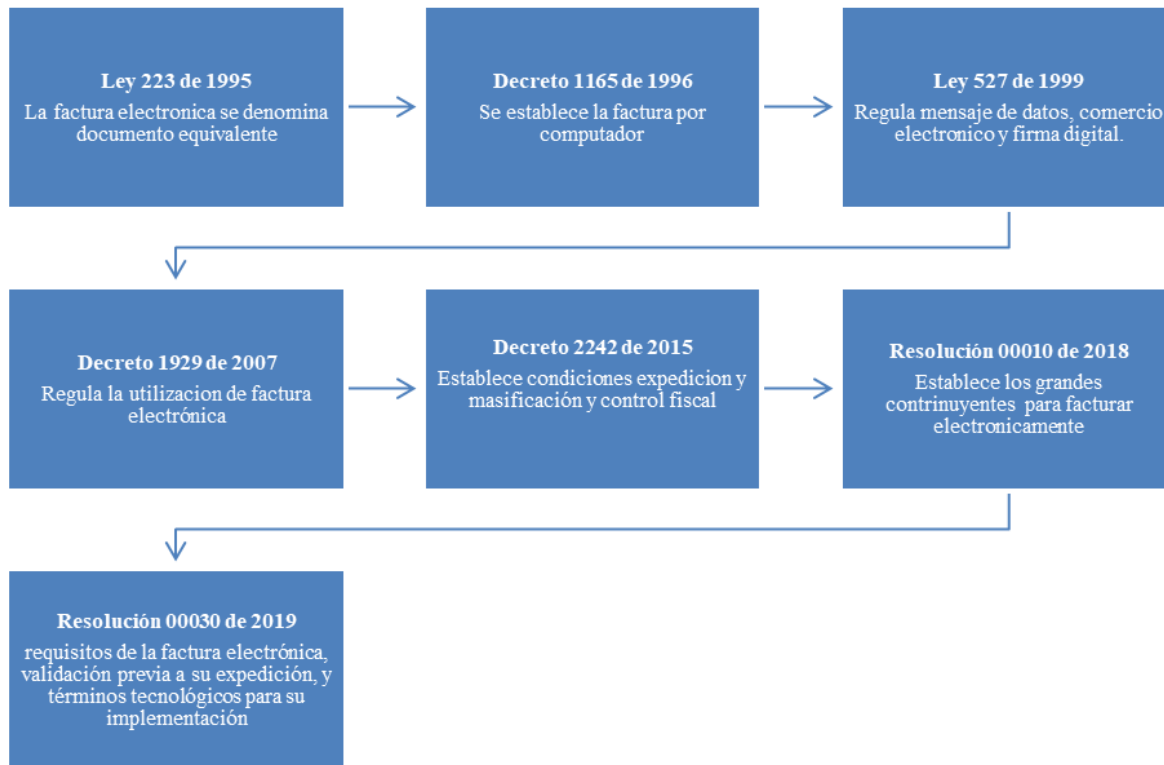 Ley 223 de 1995
La factura electronica se denomina
documento equivalente
Decreto 1165 de 1996
Se establece la factura por
computador
Ley 527 de 1999
Regula mensaje de datos, comercio
electronico y firma digital.
Decreto 1929 de 2007
Regula la utilizacion de factura
electrónica
Decreto 2242 de 2015
Establece condiciones expedicion y
masificación y control fiscal
Resolución 00010 de 2018
Establece los grandes
contrinuyentes para facturar
electronicamente
Resolución 00030 de 2019
requisitos de la factura electrónica,
validación previa a su expedición, y
términos tecnológicos para su
implementación